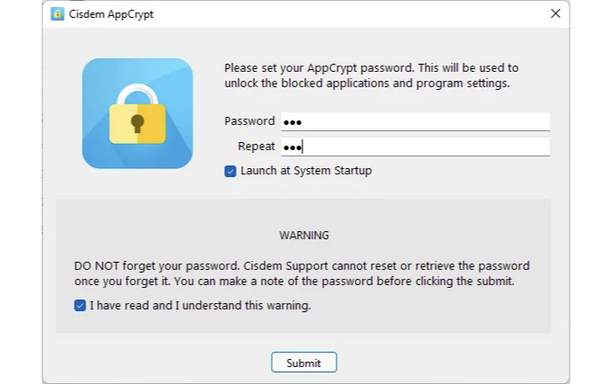 Cisdem AppCrypt
Please set your AppCrypt password. This will be used to
unlock the blocked applications and program settings.
Password ●●●
Repeat ●●●
Launch at System Startup
WARNING
DO NOT forget your password. Cisdem Support cannot reset or retrieve the password
once you forget it. You can make a note of the password before clicking the submit.
I have read and I understand this warning.
Submit